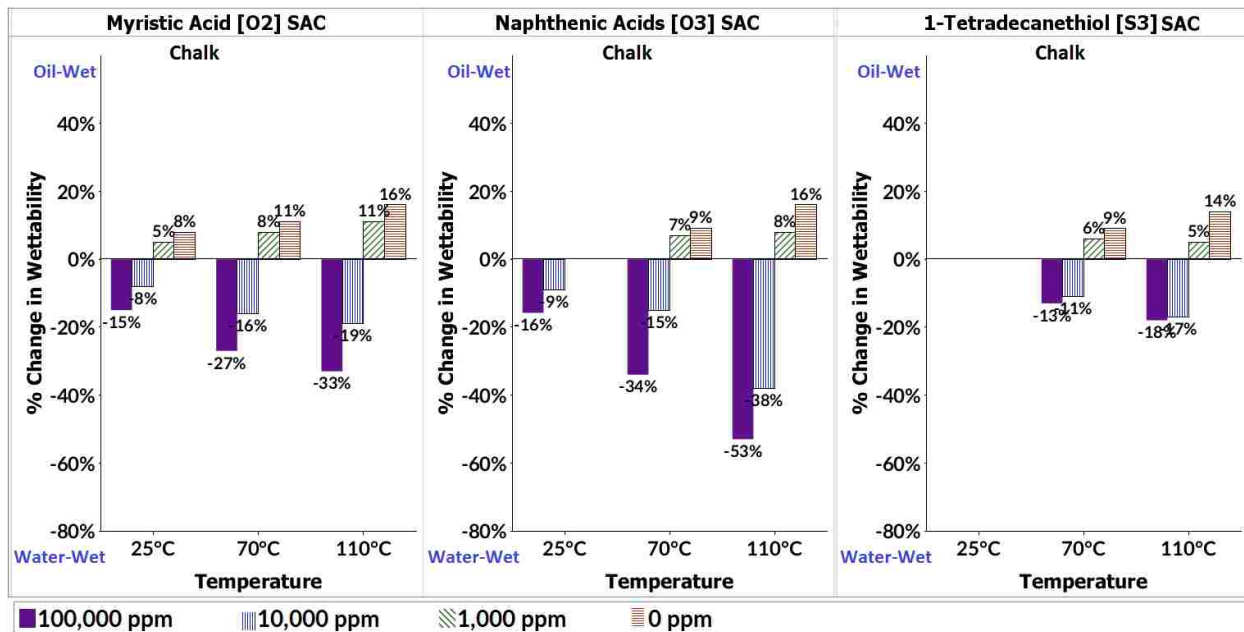 Myristic Acid [O2] SAC
Chalk
Oil-Wet
40%
20%
0%
-20%
-40%
-60%
-80%
% Change in Wettability
-15%
-8%
5%
8%
-27%
-16%
8%
11%
-33%
-19%
11%
16%
25°C 70°C 110°C
Water-Wet
Temperature
Naphthenic Acids [O3] SAC
Chalk
Oil-Wet
40%
20%
0%
-20%
-40%
-60%
-80%
% Change in Wettability
-16%
-9%
-34%
-15%
7%
9%
-53%
-38%
8%
16%
25°C 70°C 110°C
Water-Wet
Temperature
1-Tetradecanethiol [S3] SAC
Chalk
Oil-Wet
40%
20%
0%
-20%
-40%
-60%
-80%
% Change in Wettability
-13%
-11%
6%
9%
-18%
-17%
5%
14%
25°C 70°C 110°C
Water-Wet
Temperature
100,000 ppm 10,000 ppm 1,000 ppm 0 ppm